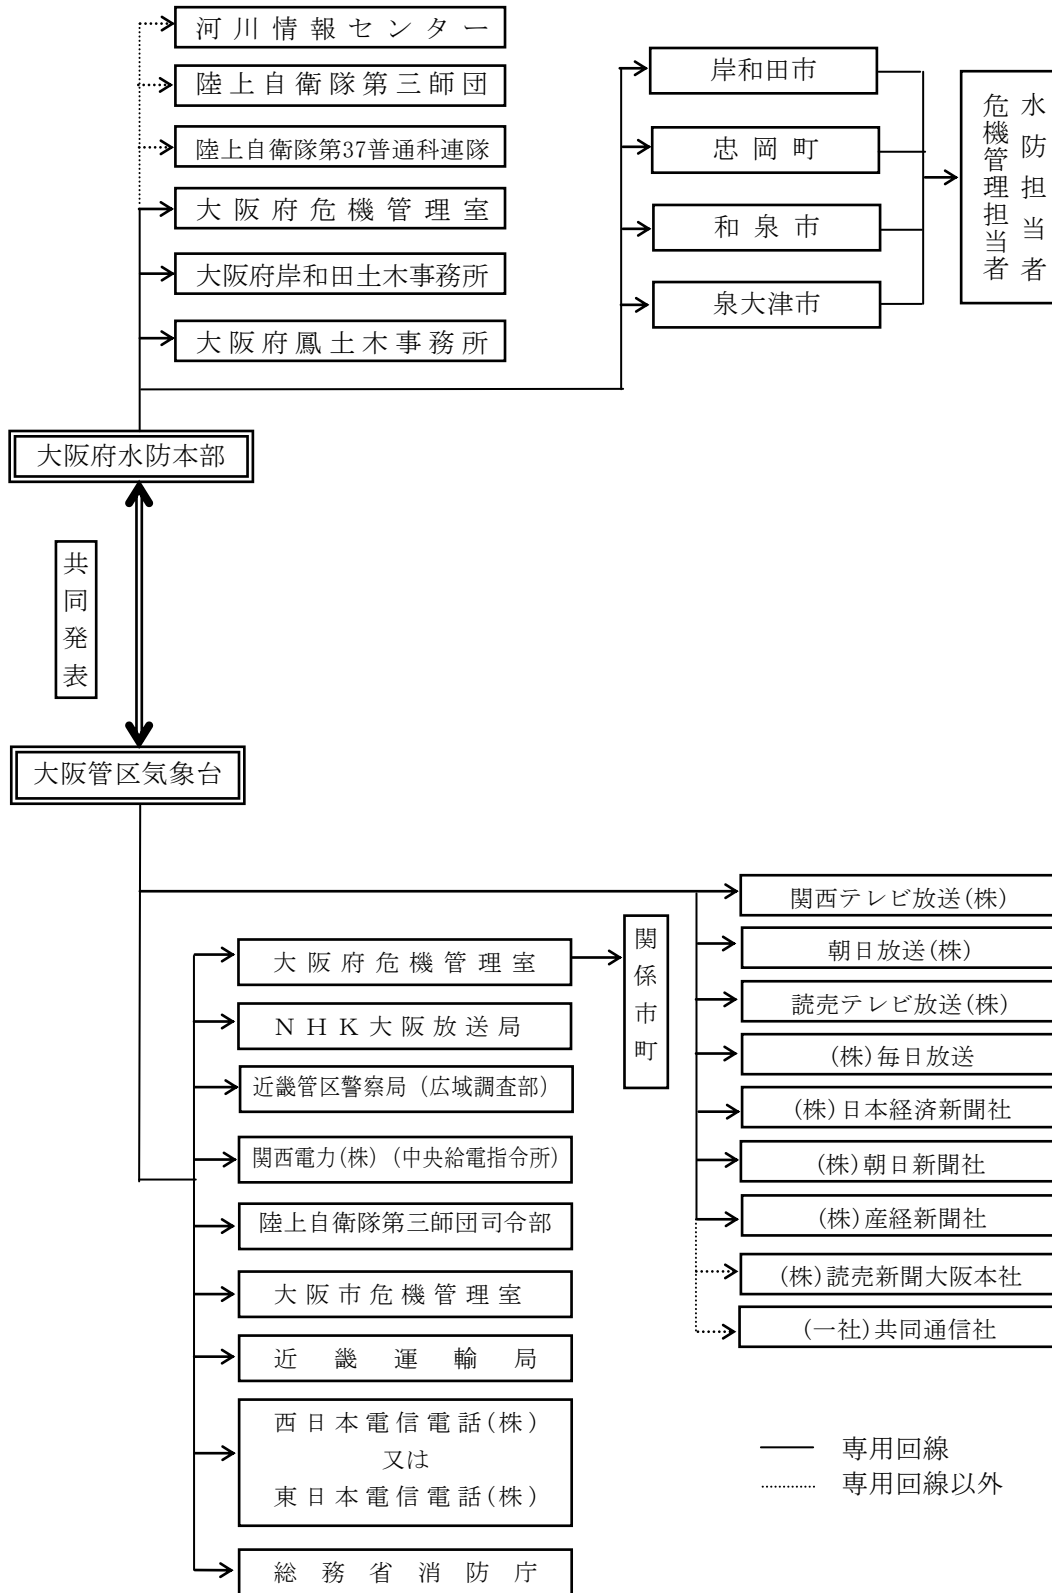 河川情報センター
陸上自衛隊第三師団
陸上自衛隊第37普通科連隊
大阪府危機管理室
大阪府岸和田土木事務所
大阪府鳳土木事務所
岸和田市
忠岡町
和泉市
泉大津市
水防担当者
危機管理担当者
大阪府水防本部
共同発表
大阪管区気象台
大阪府危機管理室
NHK大阪放送局
近畿管区警察局（広域調査部）
関西電力(株)（中央給電指令所）
陸上自衛隊第三師団司令部
大阪市危機管理室
近畿運輸局
西日本電信電話(株)
又は
東日本電信電話(株)
総務省消防庁
関係市町
関西テレビ放送(株)
朝日放送(株)
読売テレビ放送(株)
(株)毎日放送
(株)日本経済新聞社
(株)朝日新聞社
(株)産経新聞社
(株)読売新聞大阪本社
(一社)共同通信社
専用回線
専用回線以外